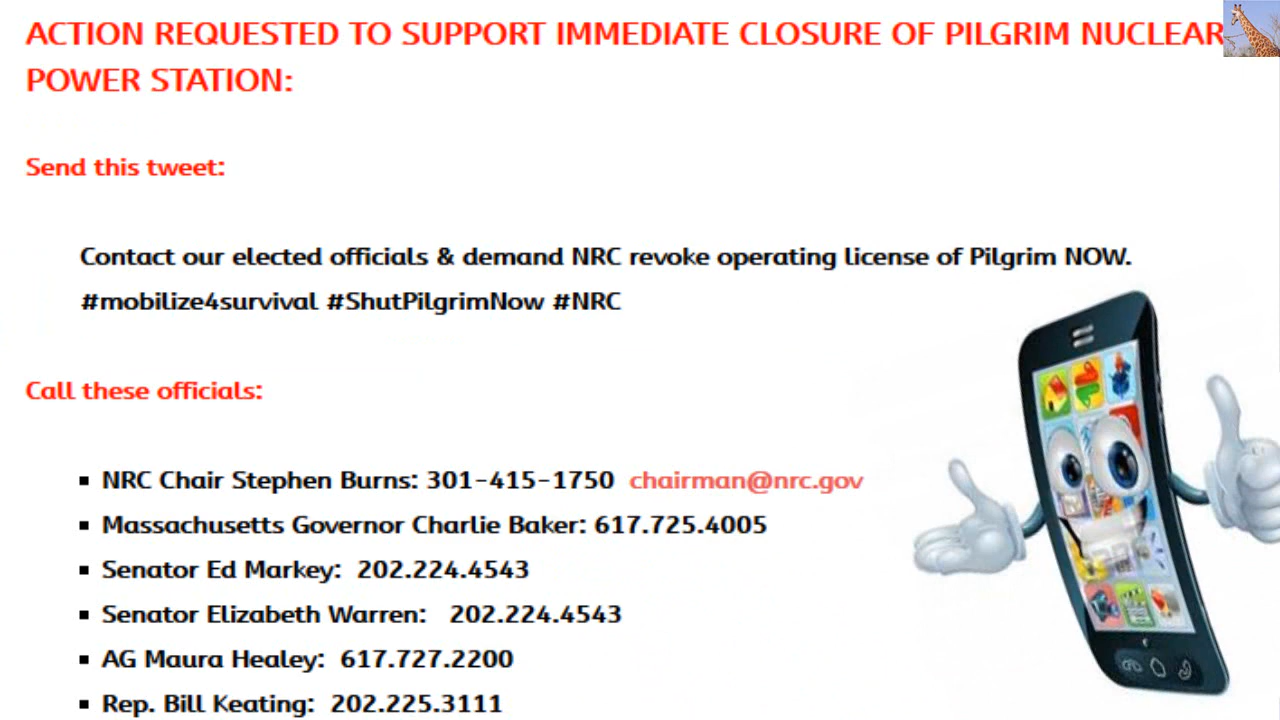 ACTION REQUESTED TO SUPPORT IMMEDIATE CLOSURE OF PILGRIM NUCLEAR
POWER STATION:
Send this tweet:
Contact our elected officials & demand NRC revoke operating license of Pilgrim NOW.
#mobilize4survival #ShutPilgrimNow #NRC
Call these officials:
▪ NRC Chair Stephen Burns: 301-415-1750 chairman@nrc.gov
▪ Massachusetts Governor Charlie Baker: 617.725.4005
▪ Senator Ed Markey: 202.224.4543
▪ Senator Elizabeth Warren: 202.224.4543
▪ AG Maura Healey: 617.727.2200
▪ Rep. Bill Keating: 202.225.3111